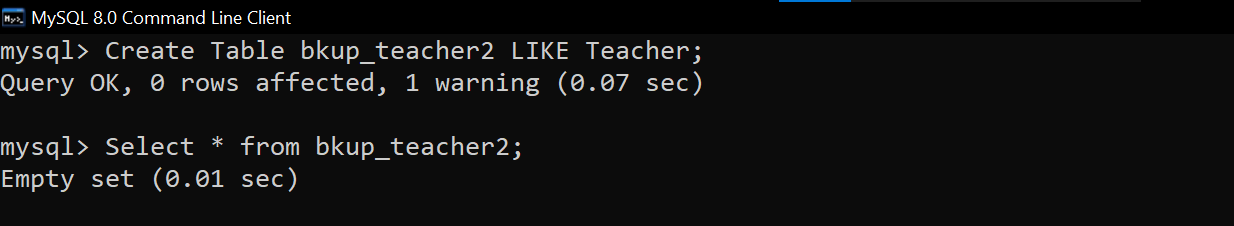 MySQL 8.0 Command Line Client
mysql> Create Table bkup_teacher2 LIKE Teacher;
Query OK, 0 rows affected, 1 warning (0.07 sec)
mysql> Select * from bkup_teacher2;
Empty set (0.01 sec)